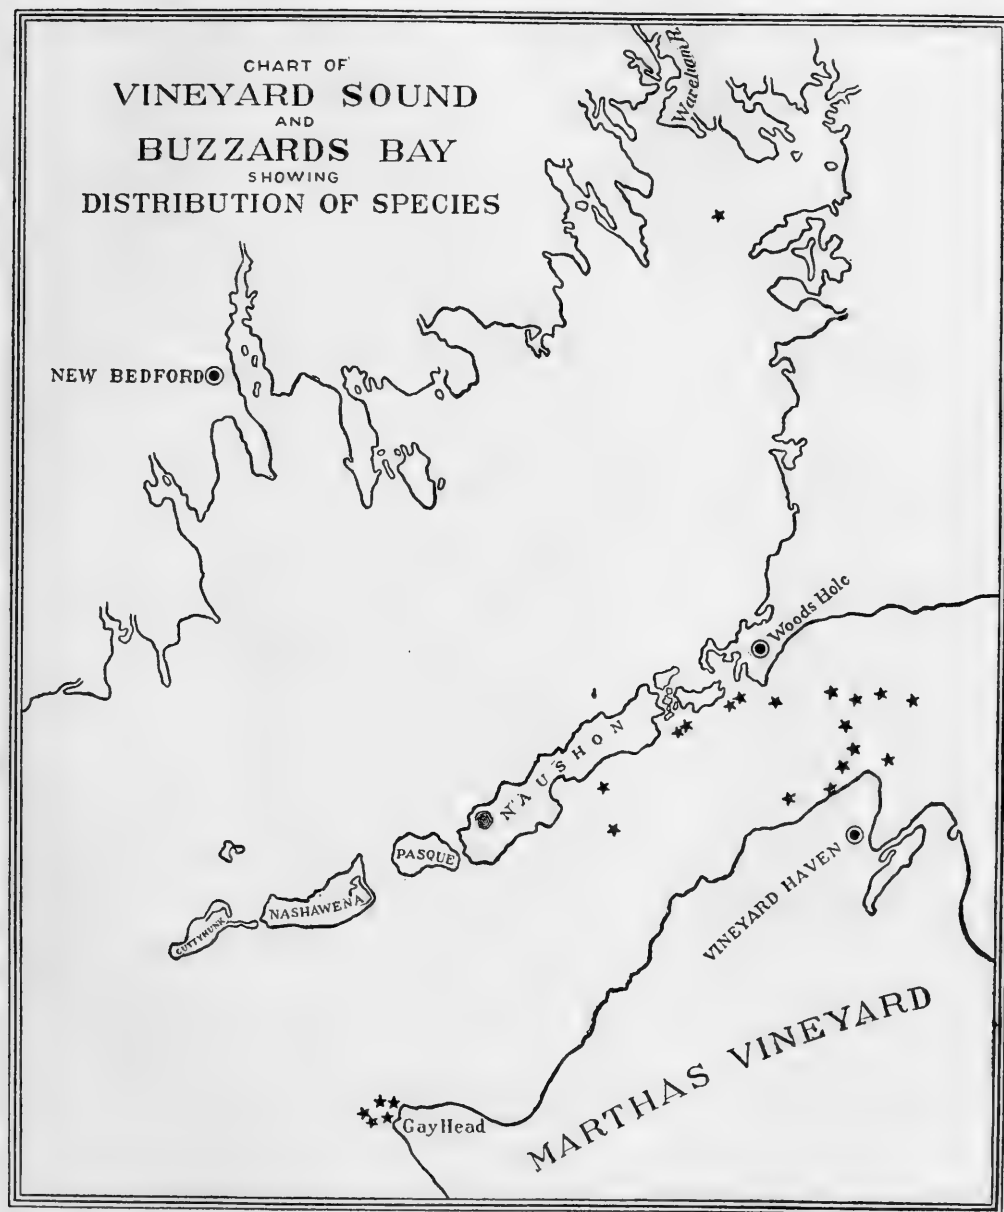 CHART OF
VINEYARD SOUND
AND
BUZZARDS BAY
SHOWING
DISTRIBUTION OF SPECIES
Wareham R.
NEW BEDFORD
Woods Hole
NAUSHON
PASQUE
NASHAWENA
CUTTYHUNK
VINEYARD HAVEN
MARTHAS VINEYARD
Gay Head